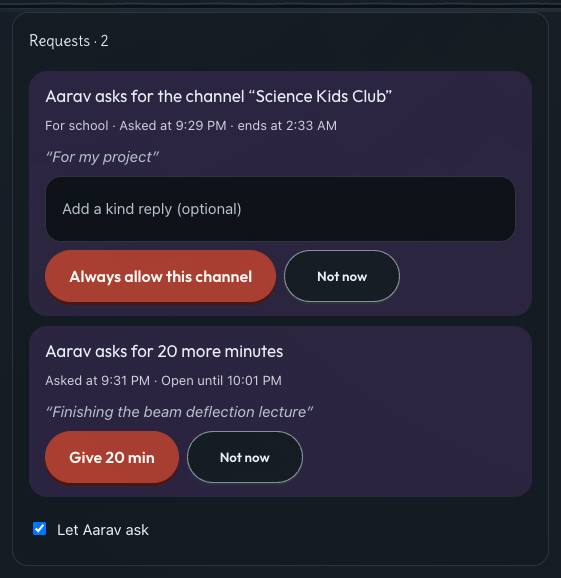 Requests · 2
Aarav asks for the channel “Science Kids Club”
For school · Asked at 9:29 PM · ends at 2:33 AM
“For my project”
Add a kind reply (optional)
Always allow this channel
Not now
Aarav asks for 20 more minutes
Asked at 9:31 PM · Open until 10:01 PM
“Finishing the beam deflection lecture”
Give 20 min
Not now
Let Aarav ask